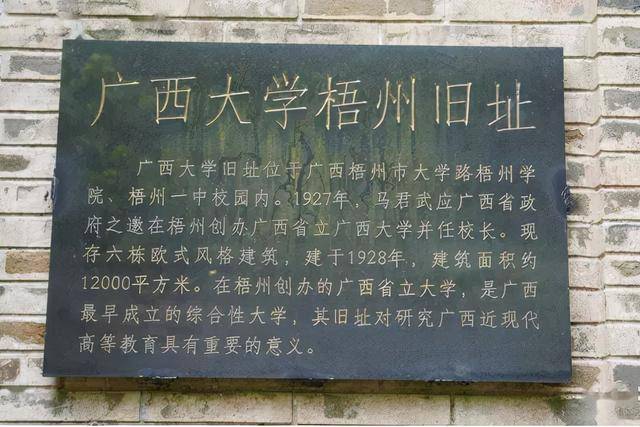 广西大学梧州旧址
广西大学旧址位于广西梧州市大学路梧州学
院、梧州一中校园内。1927年，马君武应广西省政
府之邀在梧州创办广西省立广西大学并任校长。现
存六栋欧式风格建筑，建于1928年，建筑面积约
12000平方米。在梧州创办的广西省立大学，是广西
最早成立的综合性大学，其旧址对研究广西近现代
高等教育具有重要的意义。